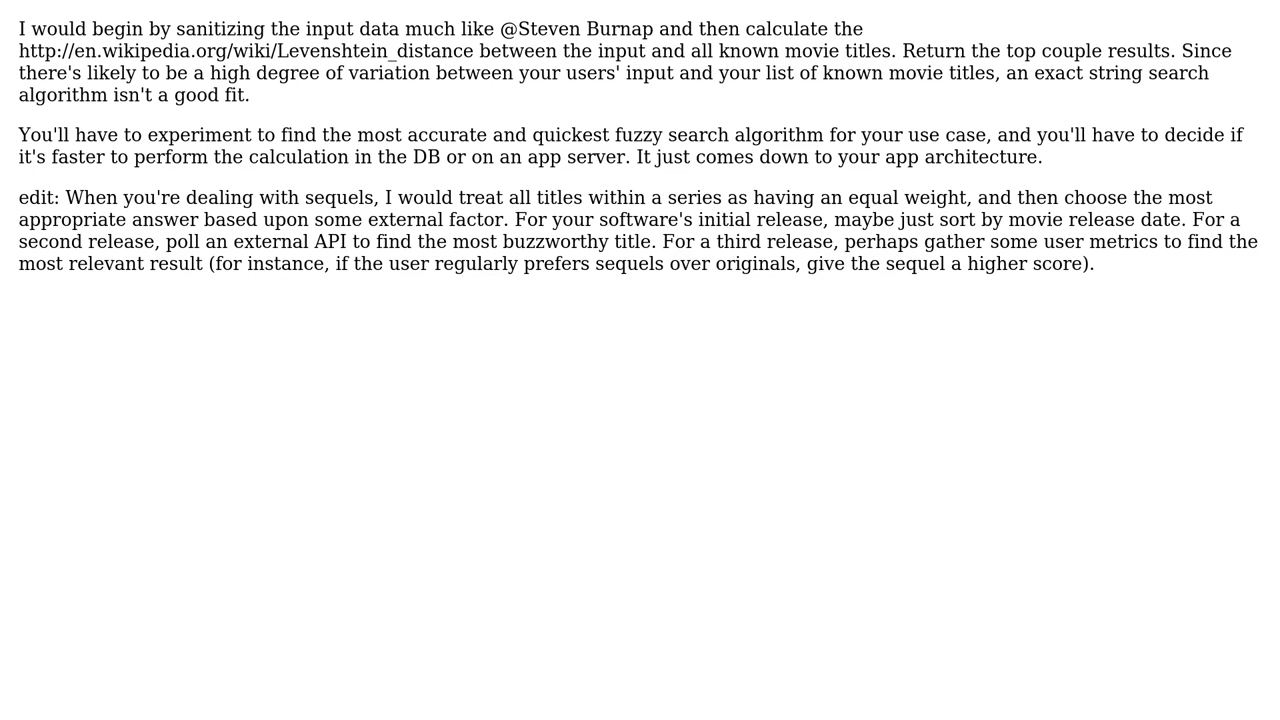 I would begin by sanitizing the input data much like @Steven Burnap and then calculate the
http://en.wikipedia.org/wiki/Levenshtein_distance between the input and all known movie titles. Return the top couple results. Since
there's likely to be a high degree of variation between your users' input and your list of known movie titles, an exact string search
algorithm isn't a good fit.
You'll have to experiment to find the most accurate and quickest fuzzy search algorithm for your use case, and you'll have to decide if
it's faster to perform the calculation in the DB or on an app server. It just comes down to your app architecture.
edit: When you're dealing with sequels, I would treat all titles within a series as having an equal weight, and then choose the most
appropriate answer based upon some external factor. For your software's initial release, maybe just sort by movie release date. For a
second release, poll an external API to find the most buzzworthy title. For a third release, perhaps gather some user metrics to find the
most relevant result (for instance, if the user regularly prefers sequels over originals, give the sequel a higher score).